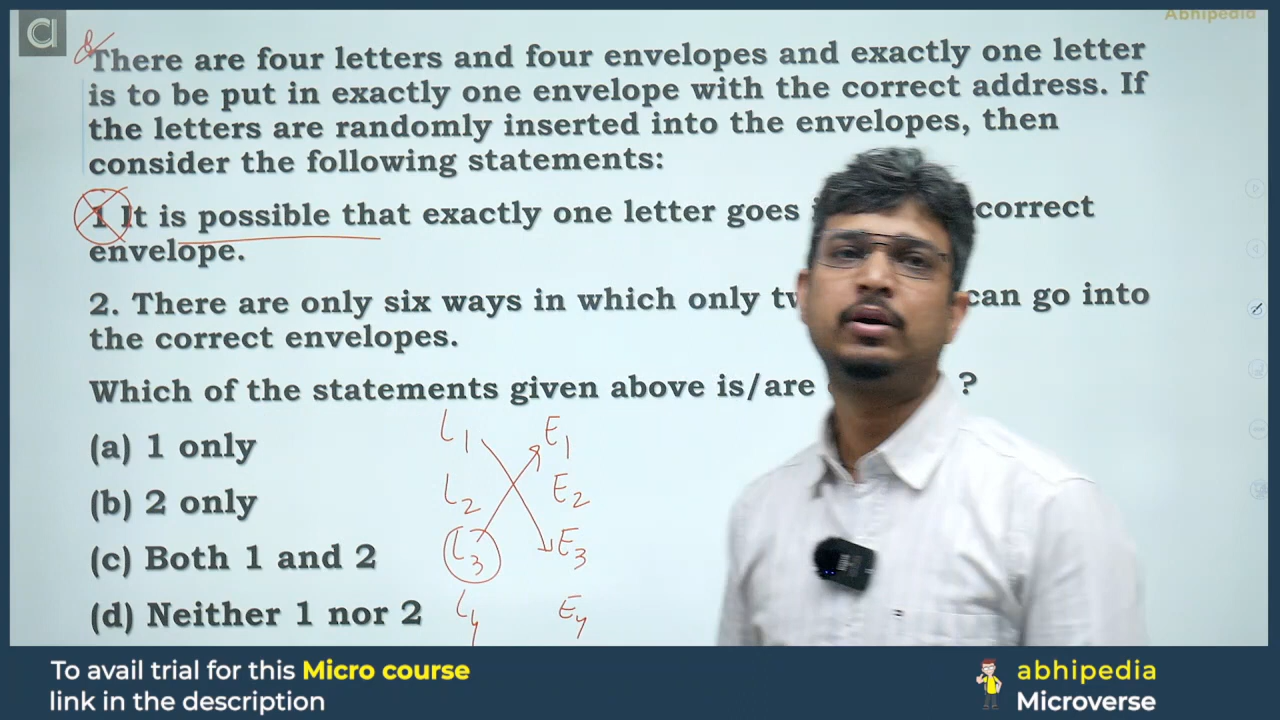 Abhipedia
There are four letters and four envelopes and exactly one letter
is to be put in exactly one envelope with the correct address. If
the letters are randomly inserted into the envelopes, then
consider the following statements:
1 It is possible that exactly one letter goes correct
envelope.
2. There are only six ways in which only can go into
the correct envelopes.
Which of the statements given above is/are ?
(a) 1 only
(b) 2 only
(c) Both 1 and 2
(d) Neither 1 nor 2
L1 E1
L2 E2
L3 E3
L4 E4
To avail trial for this Micro course
link in the description
abhipedia
Microverse